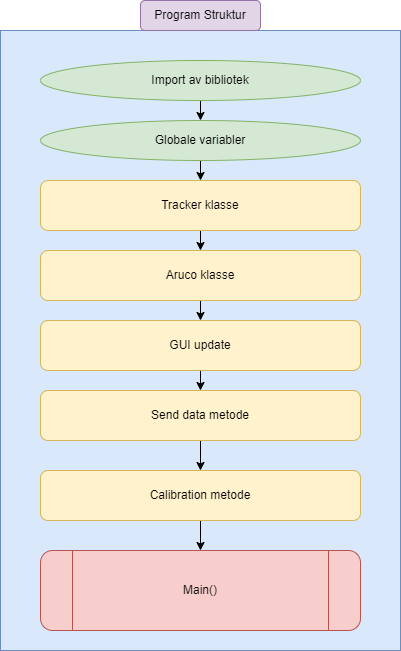 Program Struktur
Import av bibliotek
Globale variabler
Tracker klasse
Aruco klasse
GUI update
Send data metode
Calibration metode
Main()